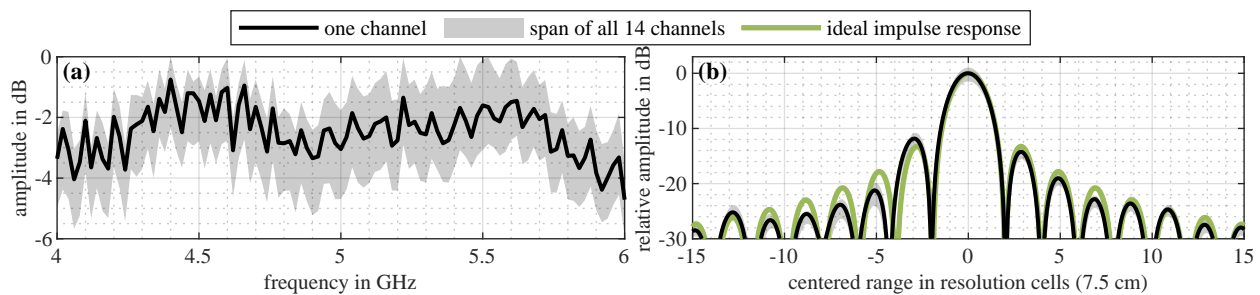 one channel span of all 14 channels ideal impulse response
(a)
amplitude in dB
0
-2
-4
-6
4 4.5 5 5.5 6
frequency in GHz
(b)
relative amplitude in dB
0
-10
-20
-30
-15 -10 -5 0 5 10 15
centered range in resolution cells (7.5 cm)